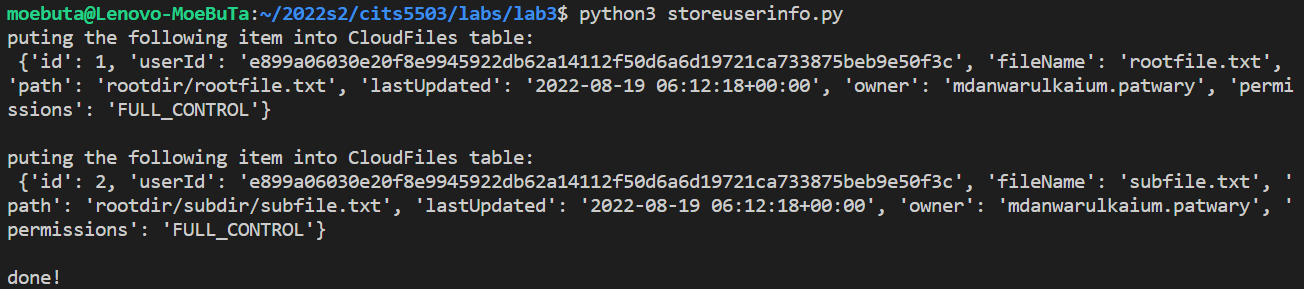 moebuta@Lenovo-MoeBuTa:~/2022s2/cits5503/labs/lab3$ python3 storeuserinfo.py
puting the following item into CloudFiles table:
 {'id': 1, 'userId': 'e899a06030e20f8e9945922db62a14112f50d6a6d19721ca733875beb9e50f3c', 'fileName': 'rootfile.txt',
'path': 'rootdir/rootfile.txt', 'lastUpdated': '2022-08-19 06:12:18+00:00', 'owner': 'mdanwarulkaium.patwary', 'permi
ssions': 'FULL_CONTROL'}

puting the following item into CloudFiles table:
 {'id': 2, 'userId': 'e899a06030e20f8e9945922db62a14112f50d6a6d19721ca733875beb9e50f3c', 'fileName': 'subfile.txt', '
path': 'rootdir/subdir/subfile.txt', 'lastUpdated': '2022-08-19 06:12:18+00:00', 'owner': 'mdanwarulkaium.patwary', '
permissions': 'FULL_CONTROL'}

done!